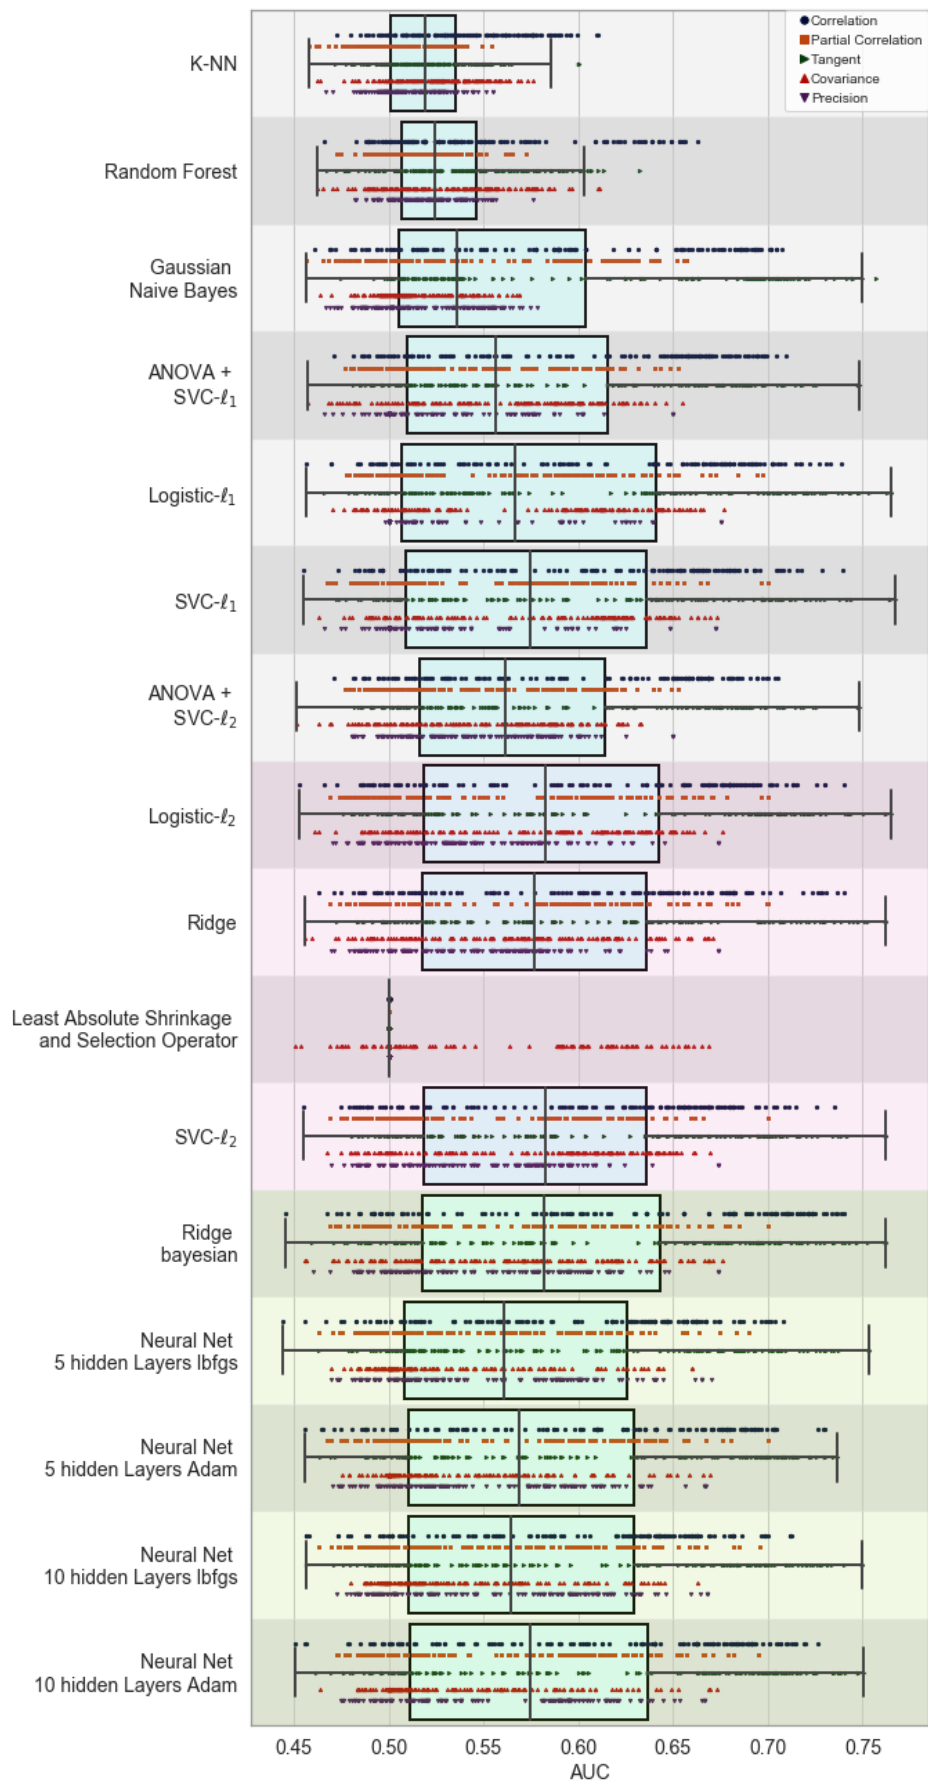 Correlation
Partial Correlation
Tangent
Covariance
Precision
K-NN
Random Forest
Gaussian
Naive Bayes
ANOVA +
SVC-ℓ₁
Logistic-ℓ₁
SVC-ℓ₁
ANOVA +
SVC-ℓ₂
Logistic-ℓ₂
Ridge
Least Absolute Shrinkage
and Selection Operator
SVC-ℓ₂
Ridge
bayesian
Neural Net
5 hidden Layers lbfgs
Neural Net
5 hidden Layers Adam
Neural Net
10 hidden Layers lbfgs
Neural Net
10 hidden Layers Adam
0.45 0.50 0.55 0.60 0.65 0.70 0.75
AUC